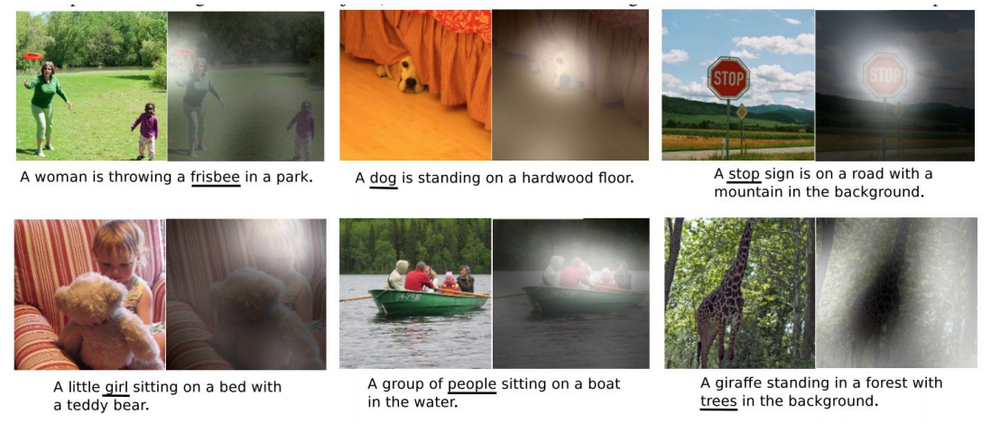 A woman is throwing a frisbee in a park.
A dog is standing on a hardwood floor.
STOP
STOP
A stop sign is on a road with a
mountain in the background.
A little girl sitting on a bed with
a teddy bear.
A group of people sitting on a boat
in the water.
A giraffe standing in a forest with
trees in the background.